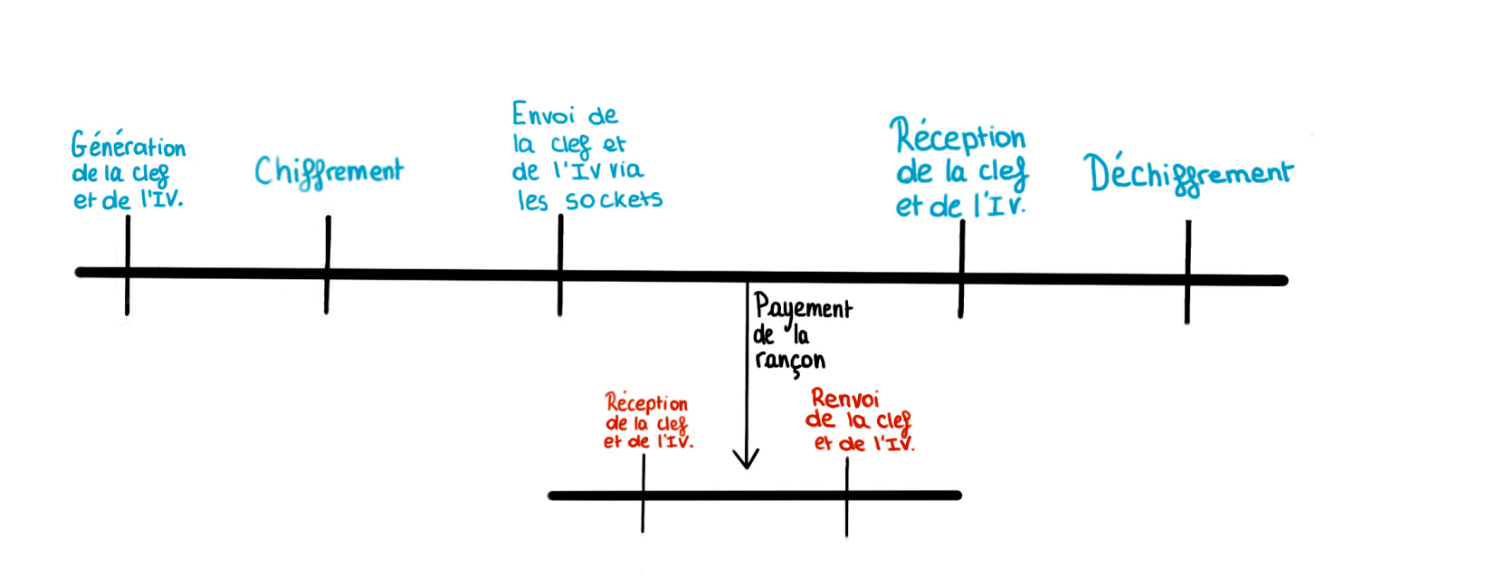 Génération
de la clef
et de l'IV.
Chiffrement
Envoi de
la clef et
de l'IV via
les sockets
Réception
de la clef
et de l'IV.
Déchiffrement
Payement
de la
rançon
Réception
de la clef
et de l'IV.
Renvoi
de la clef
et de l'IV.